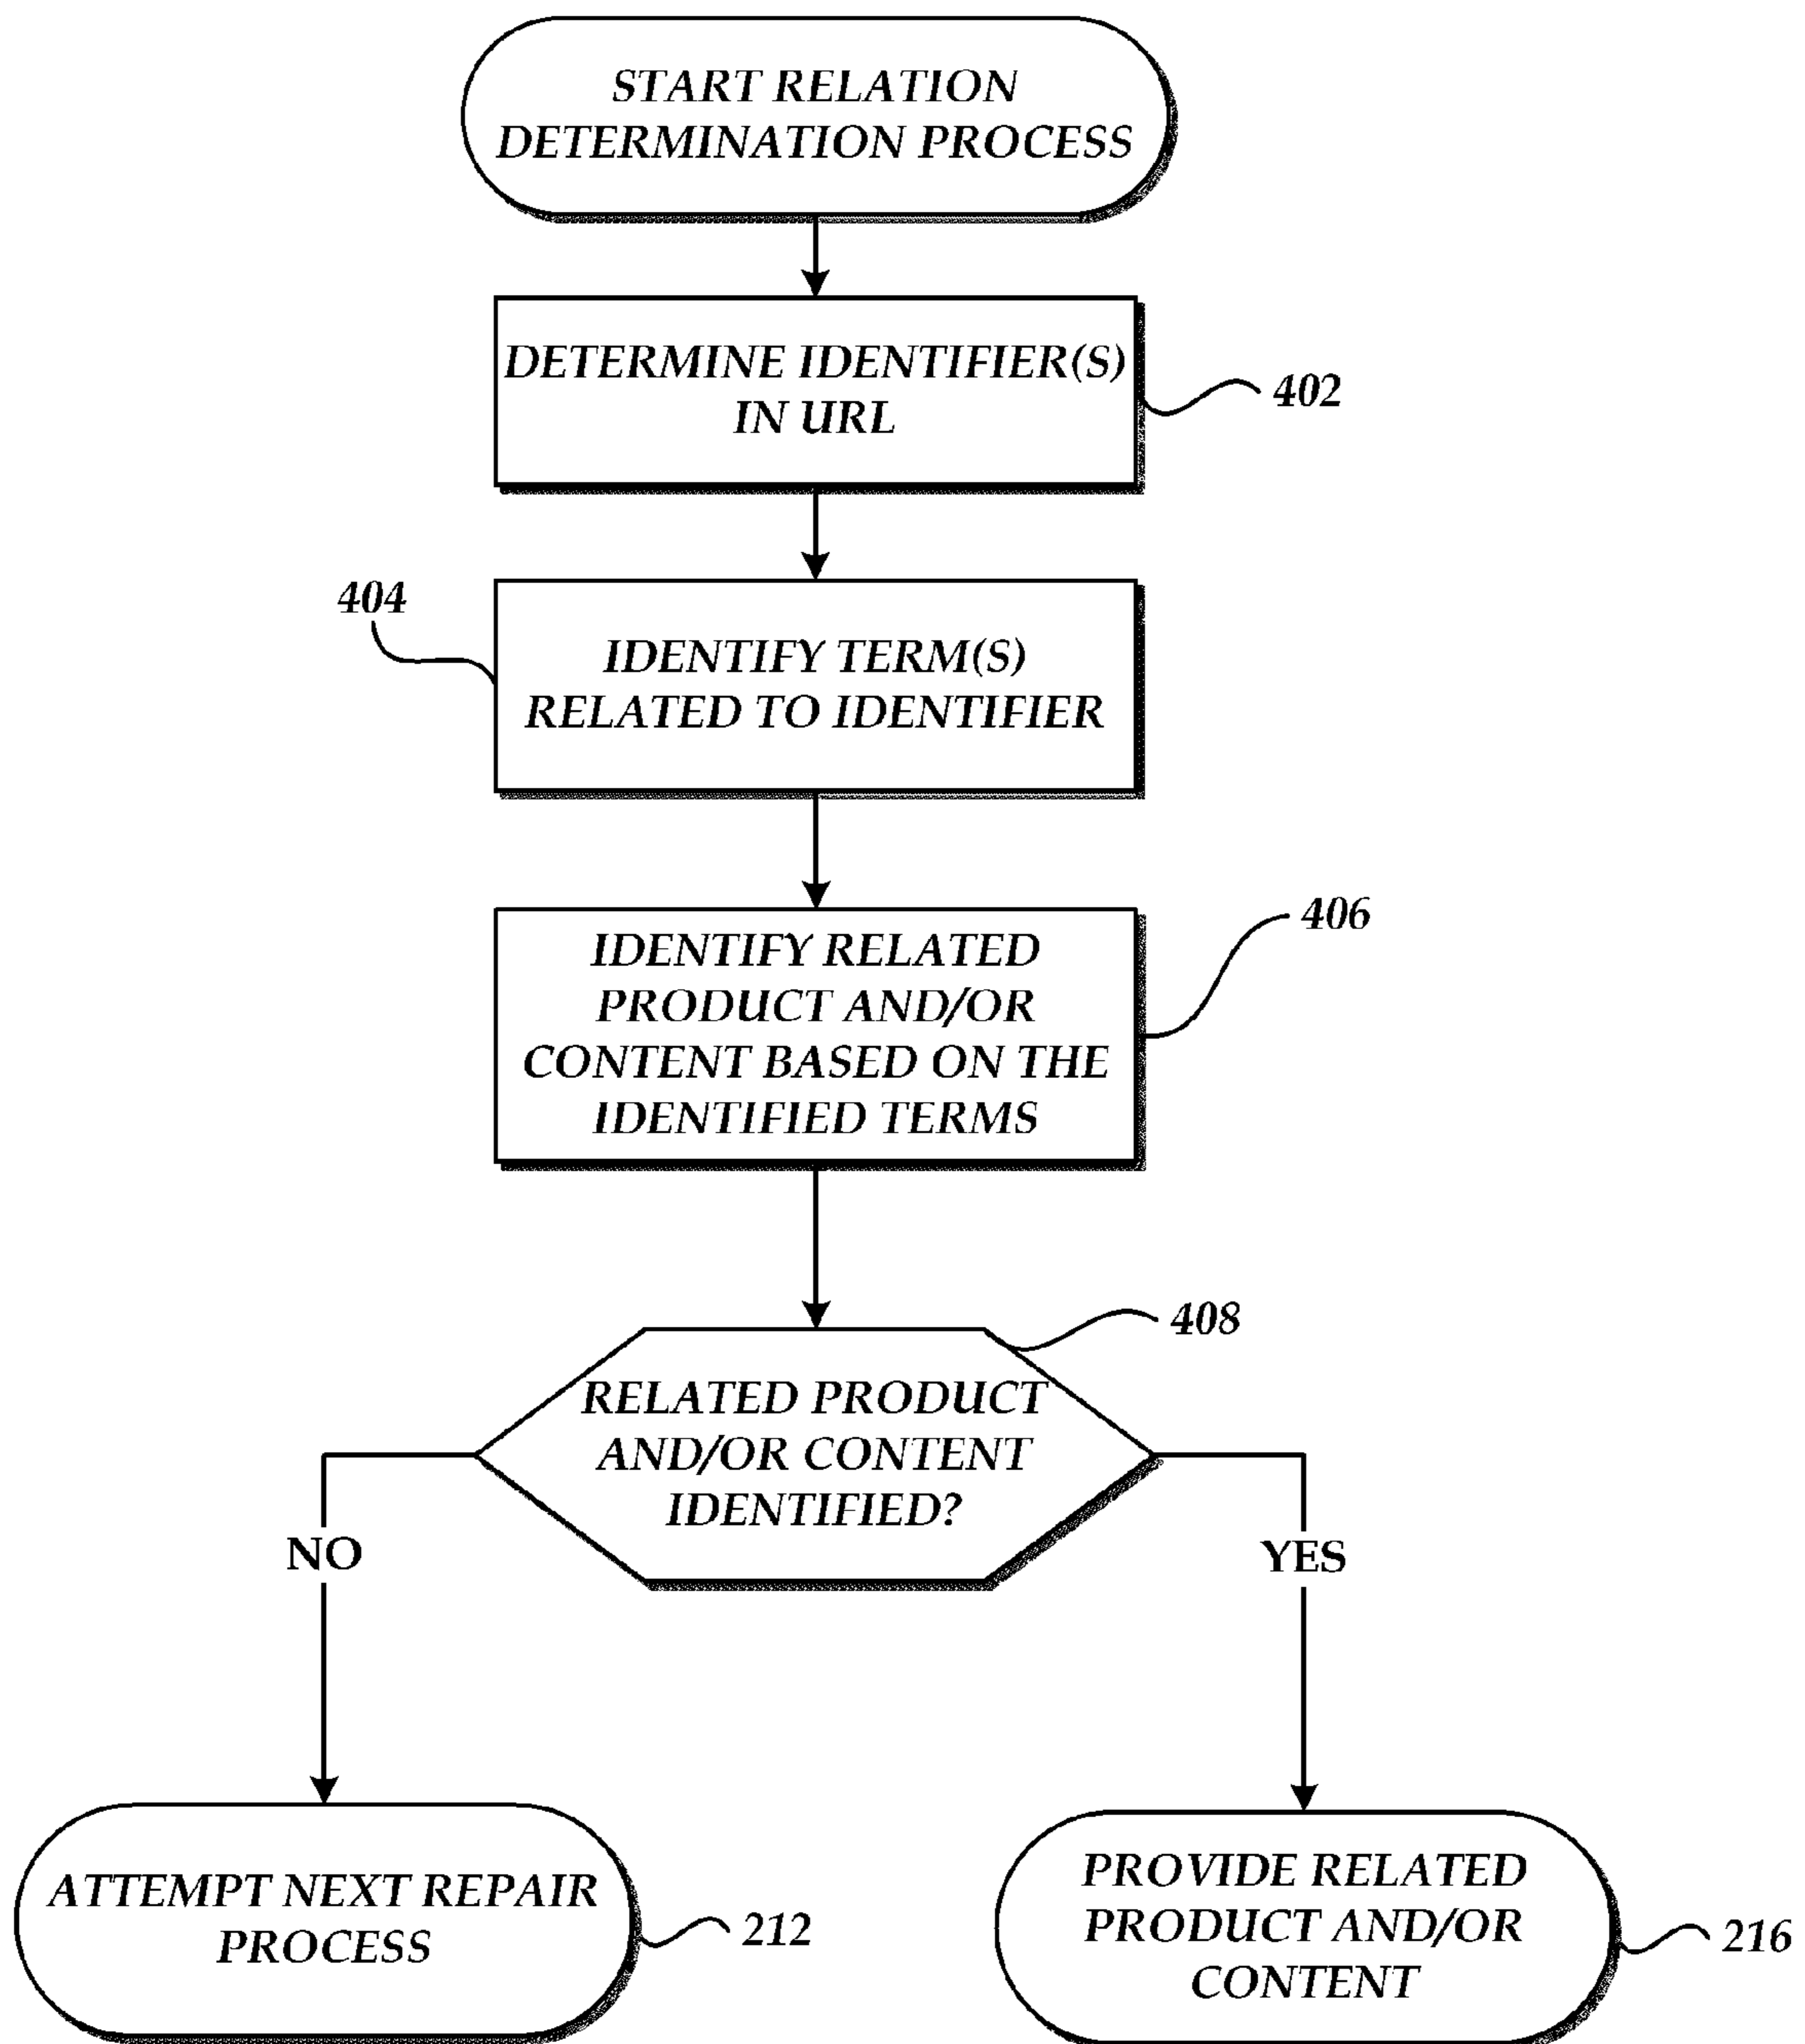 START RELATION
DETERMINATION PROCESS
DETERMINE IDENTIFIER(S)
IN URL
402
404
IDENTIFY TERM(S)
RELATED TO IDENTIFIER
406
IDENTIFY RELATED
PRODUCT AND/OR
CONTENT BASED ON THE
IDENTIFIED TERMS
408
RELATED PRODUCT
AND/OR CONTENT
IDENTIFIED?
NO
YES
ATTEMPT NEXT REPAIR
PROCESS
212
PROVIDE RELATED
PRODUCT AND/OR
CONTENT
216